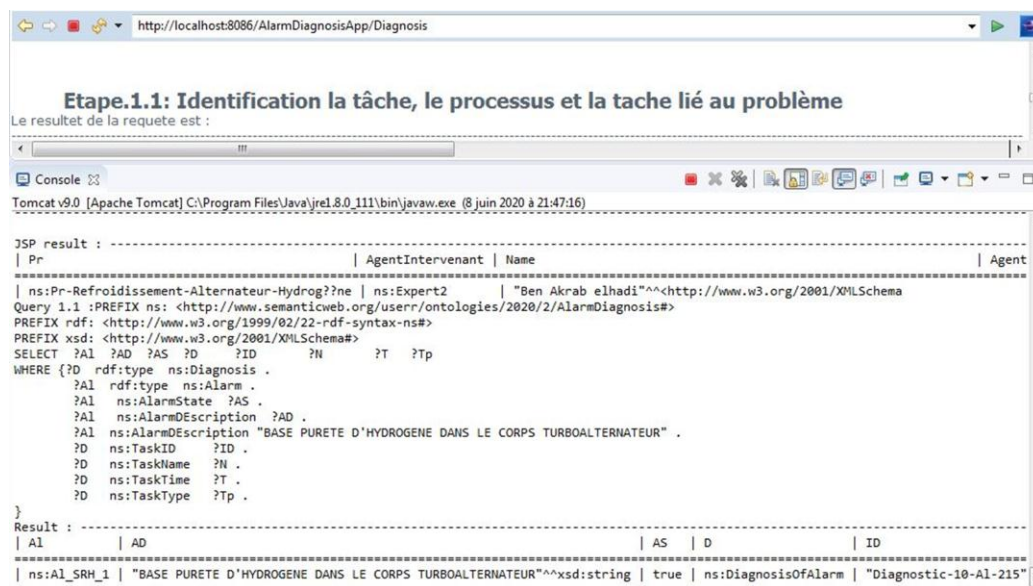 http://localhost:8086/AlarmDiagnosisApp/Diagnosis
Etape.1.1: Identification la tâche, le processus et la tache lié au problème
Le resultet de la requete est :
Console
Tomcat v9.0 [Apache Tomcat] C:\Program Files\Java\jre1.8.0_111\bin\javaw.exe (8 juin 2020 à 21:47:16)
JSP result : ----------------------------------------
| Pr | AgentIntervenant | Name | Agent
| ns:Pr-Refroidissement-Alternateur-Hydrog??ne | ns:Expert2 | "Ben Akrab elhadi"^^<http://www.w3.org/2001/XMLSchema
Query 1.1 :PREFIX ns: <http://www.semanticweb.org/userr/ontologies/2020/2/AlarmDiagnosis#>
PREFIX rdf: <http://www.w3.org/1999/02/22-rdf-syntax-ns#>
PREFIX xsd: <http://www.w3.org/2001/XMLSchema#>
SELECT ?Al ?AD ?AS ?D ?ID ?N ?T ?Tp
WHERE {?D rdf:type ns:Diagnosis .
?Al rdf:type ns:Alarm .
?Al ns:AlarmState ?AS .
?Al ns:AlarmDEscription ?AD .
?Al ns:AlarmDEscription "BASE PURETE D'HYDROGENE DANS LE CORPS TURBOALTERNATEUR" .
?D ns:TaskID ?ID .
?D ns:TaskName ?N .
?D ns:TaskTime ?T .
?D ns:TaskType ?Tp .
}
Result : ----------------------------------------
| Al | AD | AS | D | ID
| ns:Al_SRH_1 | "BASE PURETE D'HYDROGENE DANS LE CORPS TURBOALTERNATEUR"^^xsd:string | true | ns:DiagnosisOfAlarm | "Diagnostic-10-Al-215"